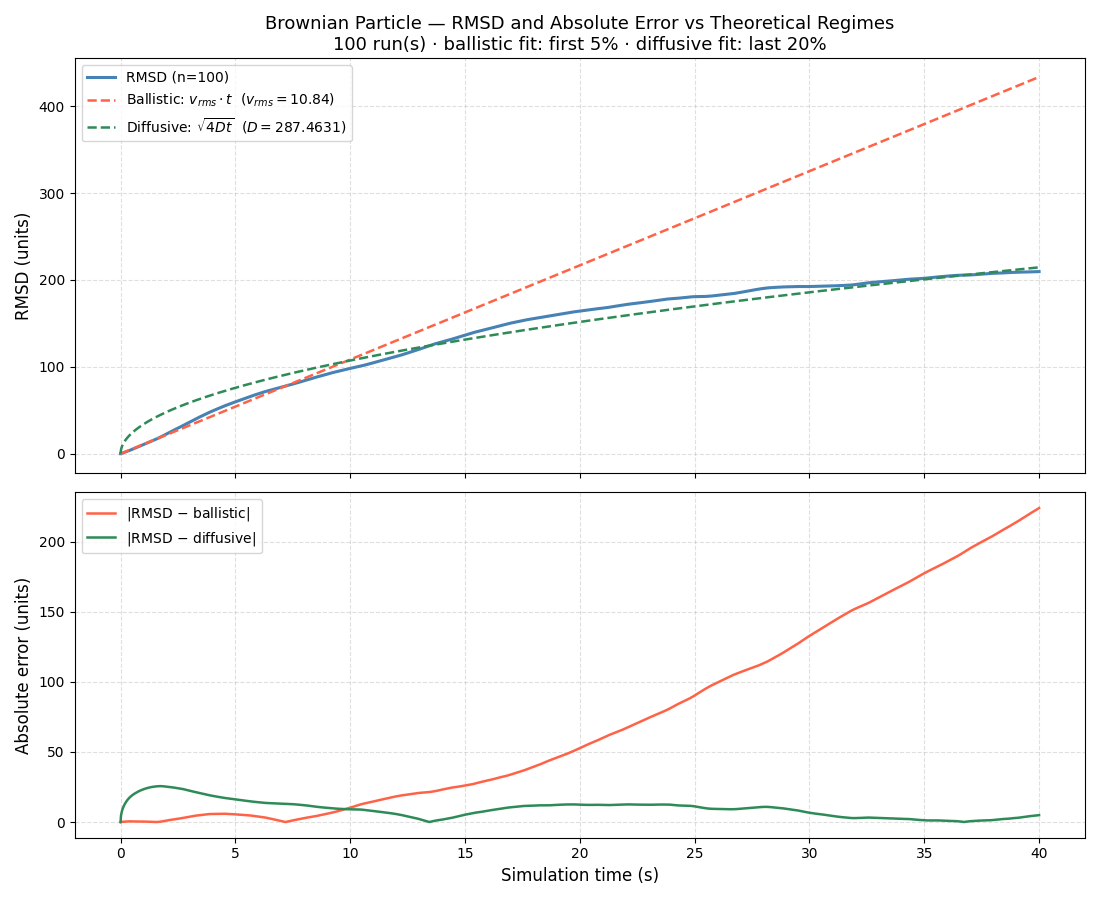 Brownian Particle — RMSD and Absolute Error vs Theoretical Regimes
100 run(s) · ballistic fit: first 5% · diffusive fit: last 20%
RMSD (n=100)
Ballistic: v_rms · t (v_rms = 10.84)
Diffusive: √4Dt (D = 287.4631)
RMSD (units)
400
300
200
100
0
|RMSD − ballistic|
|RMSD − diffusive|
Absolute error (units)
200
150
100
50
0
0 5 10 15 20 25 30 35 40
Simulation time (s)